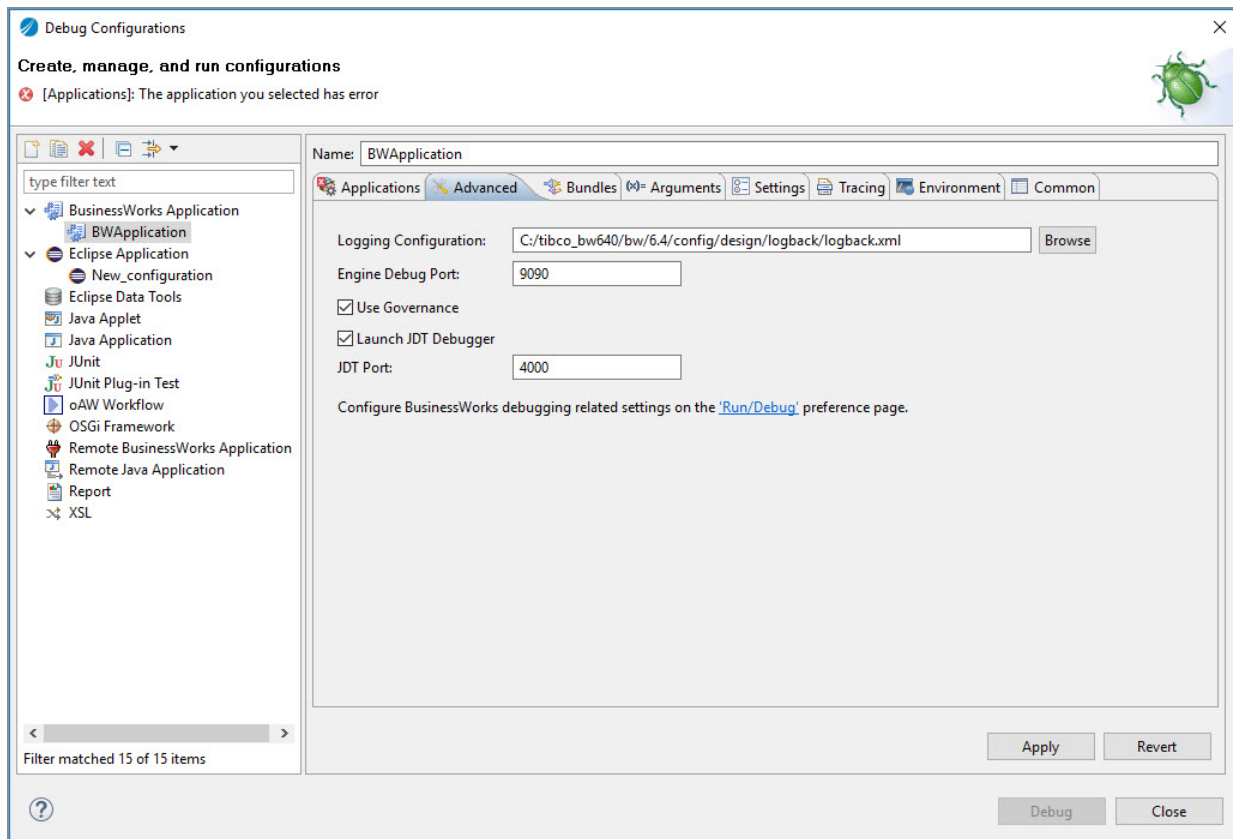 Debug Configurations
Create, manage, and run configurations
[Applications]: The application you selected has error
type filter text
BusinessWorks Application
BWApplication
Eclipse Application
New_configuration
Eclipse Data Tools
Java Applet
Java Application
JUnit
JUnit Plug-in Test
oAW Workflow
OSGi Framework
Remote BusinessWorks Application
Remote Java Application
Report
XSL
Filter matched 15 of 15 items
Name: BWApplication
Applications Advanced Bundles (x)= Arguments Settings Tracing Environment Common
Logging Configuration: C:/tibco_bw640/bw/6.4/config/design/logback/logback.xml Browse
Engine Debug Port: 9090
Use Governance
Launch JDT Debugger
JDT Port: 4000
Configure BusinessWorks debugging related settings on the 'Run/Debug' preference page.
Apply Revert
? Debug Close